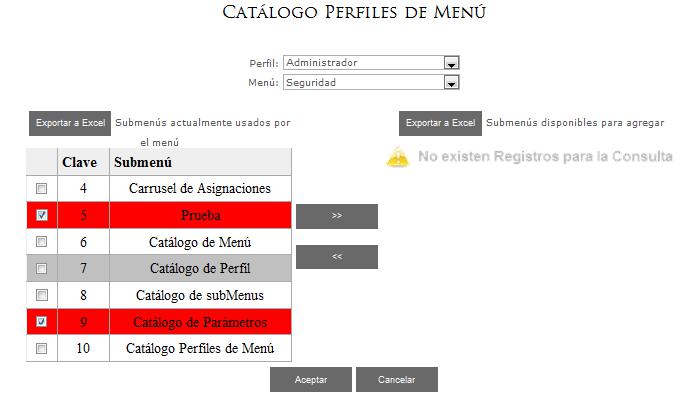 Catálogo Perfiles de Menú
Perfil: Administrador
Menú: Seguridad
Exportar a Excel Submenús actualmente usados por
el menú
Exportar a Excel Submenús disponibles para agregar
No existen Registros para la Consulta
Clave Submenú
4 Carrusel de Asignaciones
5 Prueba
6 Catálogo de Menú
7 Catálogo de Perfil
8 Catálogo de subMenus
9 Catálogo de Parámetros
10 Catálogo Perfiles de Menú
>>
<<
Aceptar Cancelar